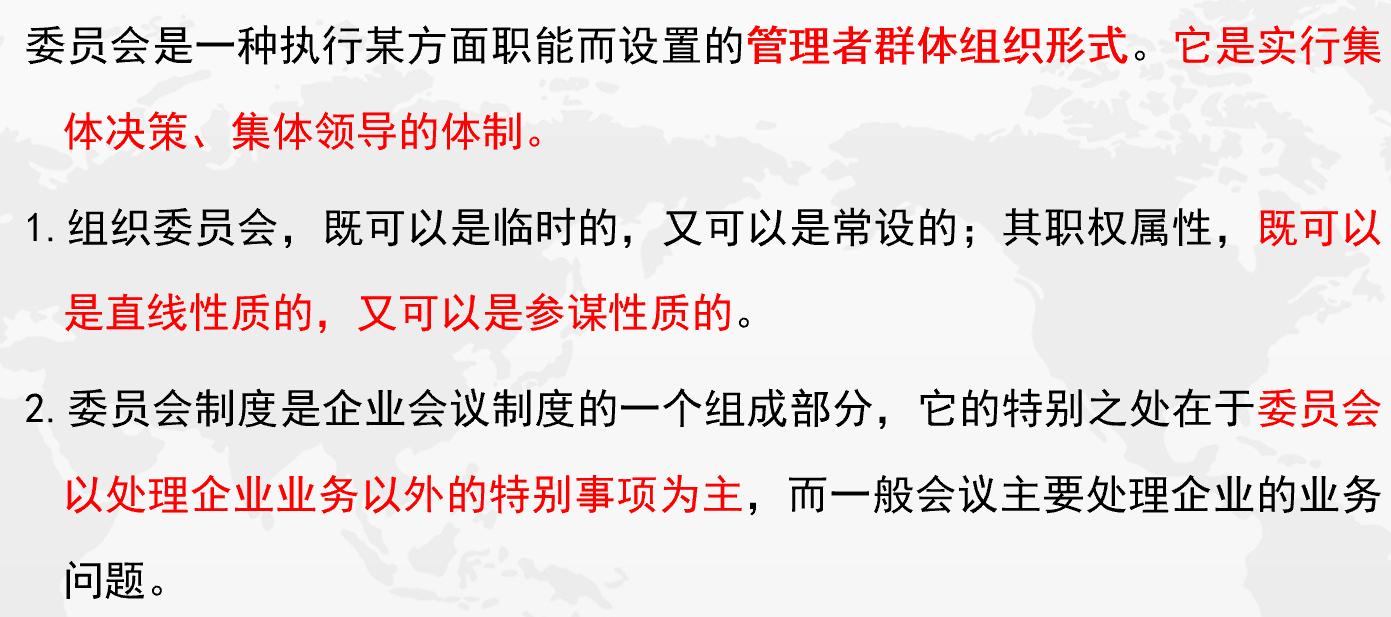 委员会是一种执行某方面职能而设置的管理者群体组织形式。它是实行集
体决策、集体领导的体制。
1.组织委员会，既可以是临时的，又可以是常设的；其职权属性，既可以
是直线性质的，又可以是参谋性质的。
2.委员会制度是企业会议制度的一个组成部分，它的特别之处在于委员会
以处理企业业务以外的特别事项为主，而一般会议主要处理企业的业务
问题。